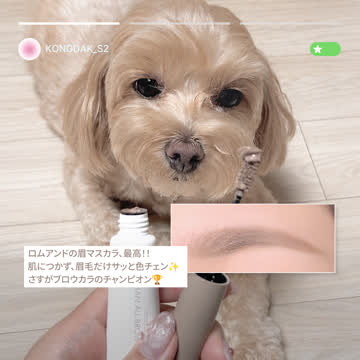 KONGDAK_S2
ロムアンドの眉マスカラ、最高！！
肌につかず、眉毛だけサッと色チェン✨
さすがブロウカラのチャンピオン🏆